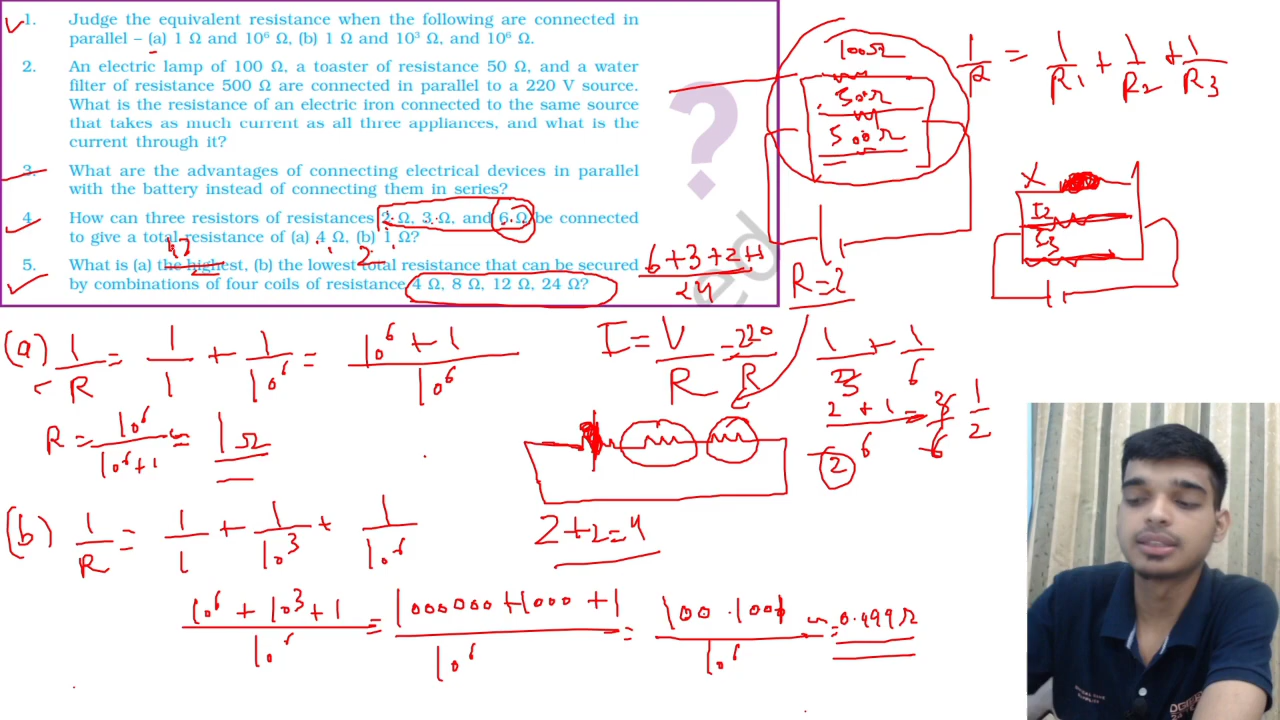 1. Judge the equivalent resistance when the following are connected in
parallel – (a) 1 Ω and 10⁶ Ω, (b) 1 Ω and 10³ Ω, and 10⁶ Ω.
2. An electric lamp of 100 Ω, a toaster of resistance 50 Ω, and a water
filter of resistance 500 Ω are connected in parallel to a 220 V source.
What is the resistance of an electric iron connected to the same source
that takes as much current as all three appliances, and what is the
current through it?
3. What are the advantages of connecting electrical devices in parallel
with the battery instead of connecting them in series?
4. How can three resistors of resistances 2 Ω, 3 Ω, and 6 Ω be connected
to give a total resistance of (a) 4 Ω, (b) 1 Ω?
5. What is (a) the highest, (b) the lowest total resistance that can be secured
by combinations of four coils of resistance 4 Ω, 8 Ω, 12 Ω, 24 Ω?
?
ed
100Ω
50Ω
500Ω
1/R = 1/R1 + 1/R2 + 1/R3
X
I2
I3
2
6+3+2+1/24
R=2
(a) 1/R = 1/1 + 1/10⁶ = 10⁶+1/10⁶
R = 10⁶/10⁶+1 ≈ 1Ω
I = V/R = 220/R
1/3 + 1/6
2+1/6 = 3/6 1/2
2
2+2=4
(b) 1/R = 1/1 + 1/10³ + 1/10⁶
10⁶+10³+1/10⁶ = 1000000+1000+1/10⁶ =